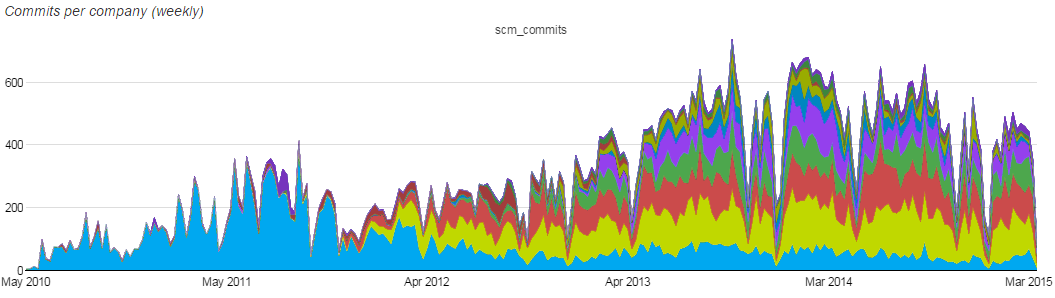 Commits per company (weekly)
scm_commits
600
400
200
0
May 2010 May 2011 Apr 2012 Apr 2013 Mar 2014 Mar 2015